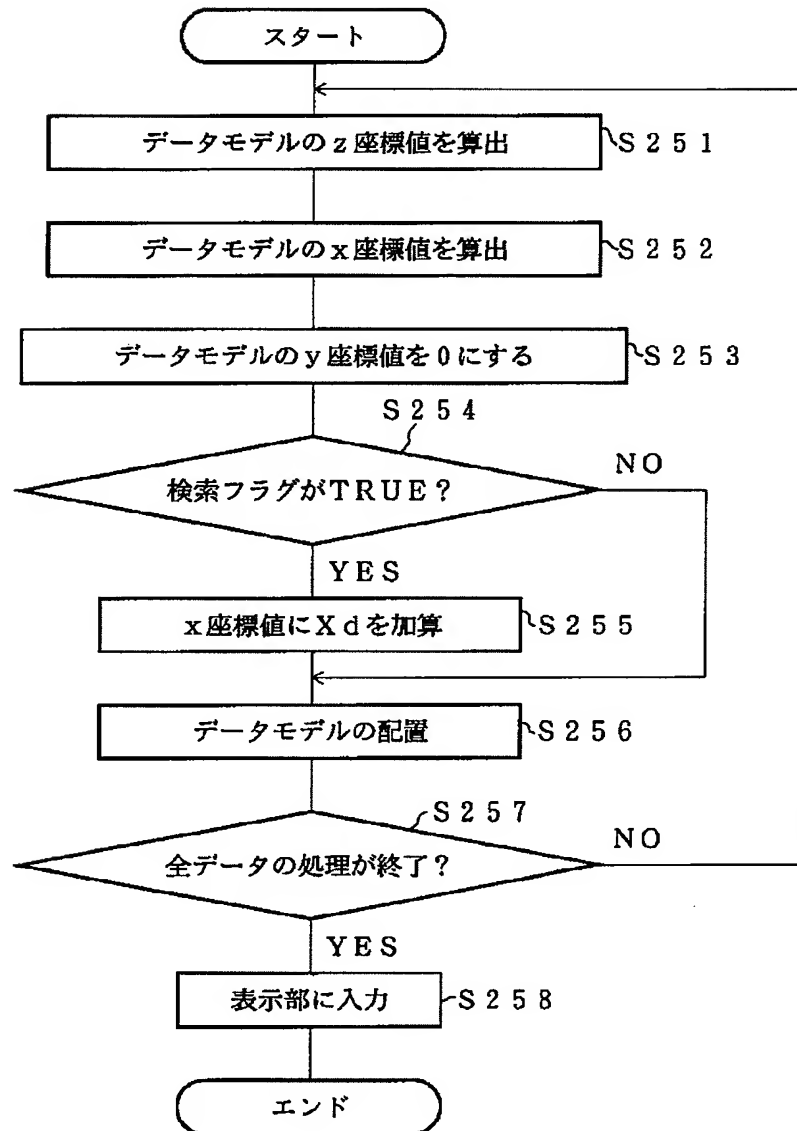 スタート
データモデルのz座標値を算出
S251
データモデルのx座標値を算出
S252
データモデルのy座標値を0にする
S253
S254
検索フラグがTRUE?
NO
YES
x座標値にXdを加算
S255
データモデルの配置
S256
S257
全データの処理が終了?
NO
YES
表示部に入力
S258
エンド